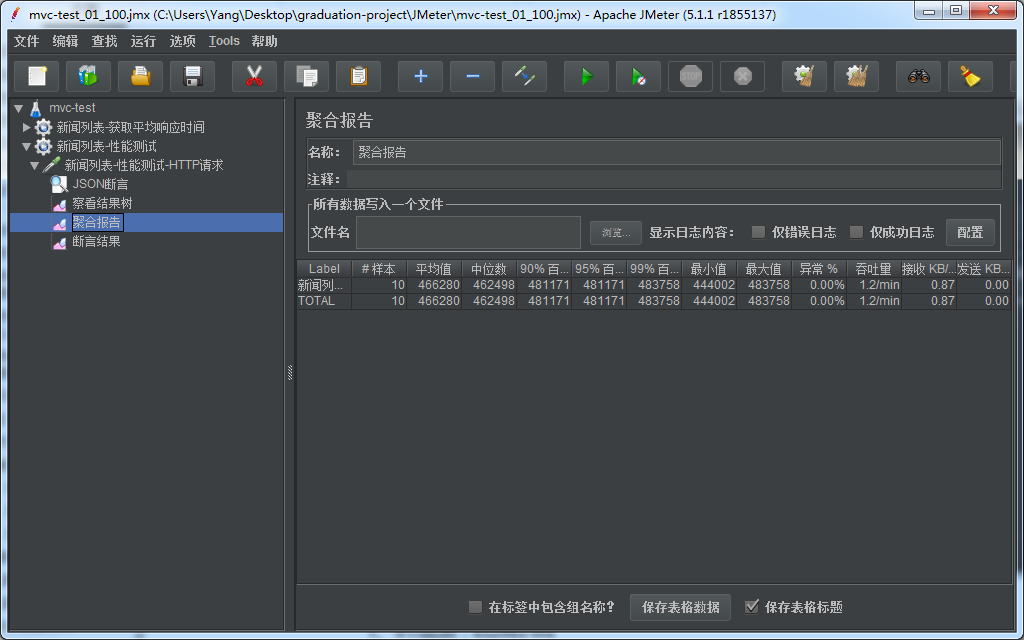 mvc-test_01_100.jmx (C:\Users\Yang\Desktop\graduation-project\JMeter\mvc-test_01_100.jmx) - Apache JMeter (5.1.1 r1855137)
文件 编辑 查找 运行 选项 Tools 帮助
STOP
mvc-test
新闻列表-获取平均响应时间
新闻列表-性能测试
新闻列表-性能测试-HTTP请求
JSON断言
察看结果树
聚合报告
断言结果
聚合报告
名称： 聚合报告
注释：
所有数据写入一个文件
文件名 浏览... 显示日志内容： 仅错误日志 仅成功日志 配置
Label # 样本 平均值 中位数 90% 百... 95% 百... 99% 百... 最小值 最大值 异常 % 吞吐量 接收 KB/... 发送 KB...
新闻列... 10 466280 462498 481171 481171 483758 444002 483758 0.00% 1.2/min 0.87 0.00
TOTAL 10 466280 462498 481171 481171 483758 444002 483758 0.00% 1.2/min 0.87 0.00
在标签中包含组名称? 保存表格数据 保存表格标题